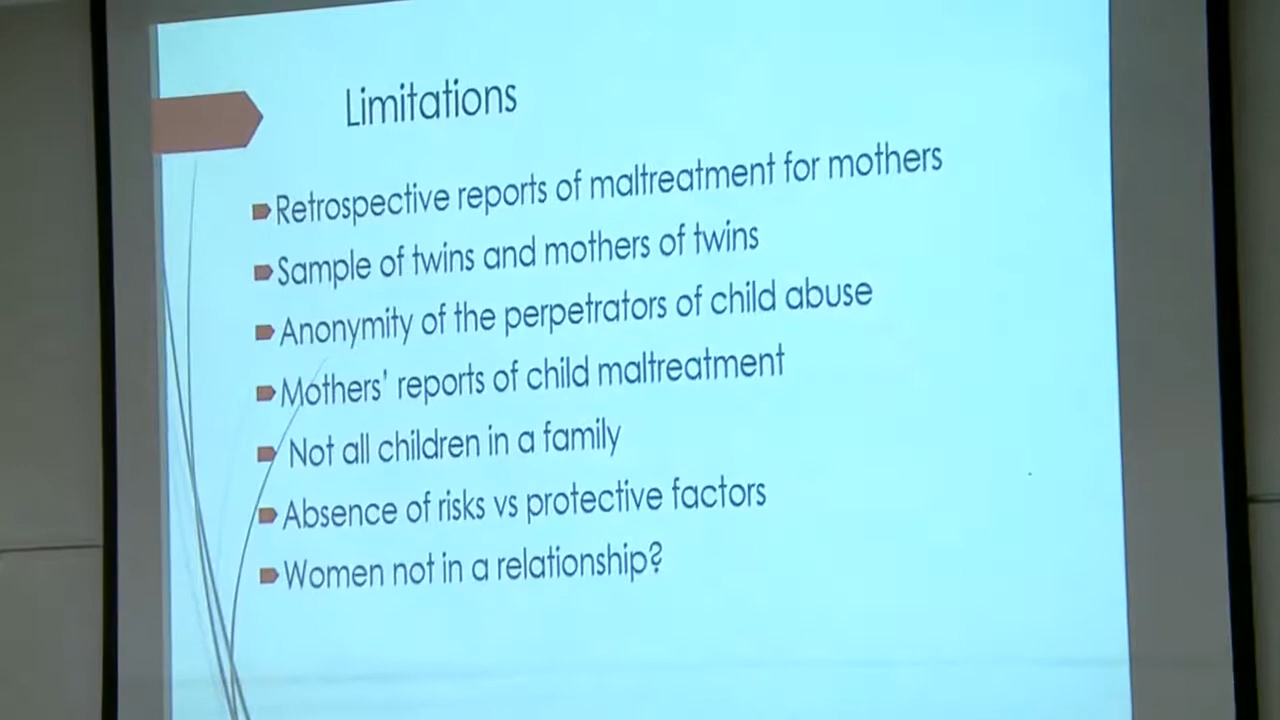 Limitations
Retrospective reports of maltreatment for mothers
Sample of twins and mothers of twins
Anonymity of the perpetrators of child abuse
Mothers' reports of child maltreatment
Not all children in a family
Absence of risks vs protective factors
Women not in a relationship?